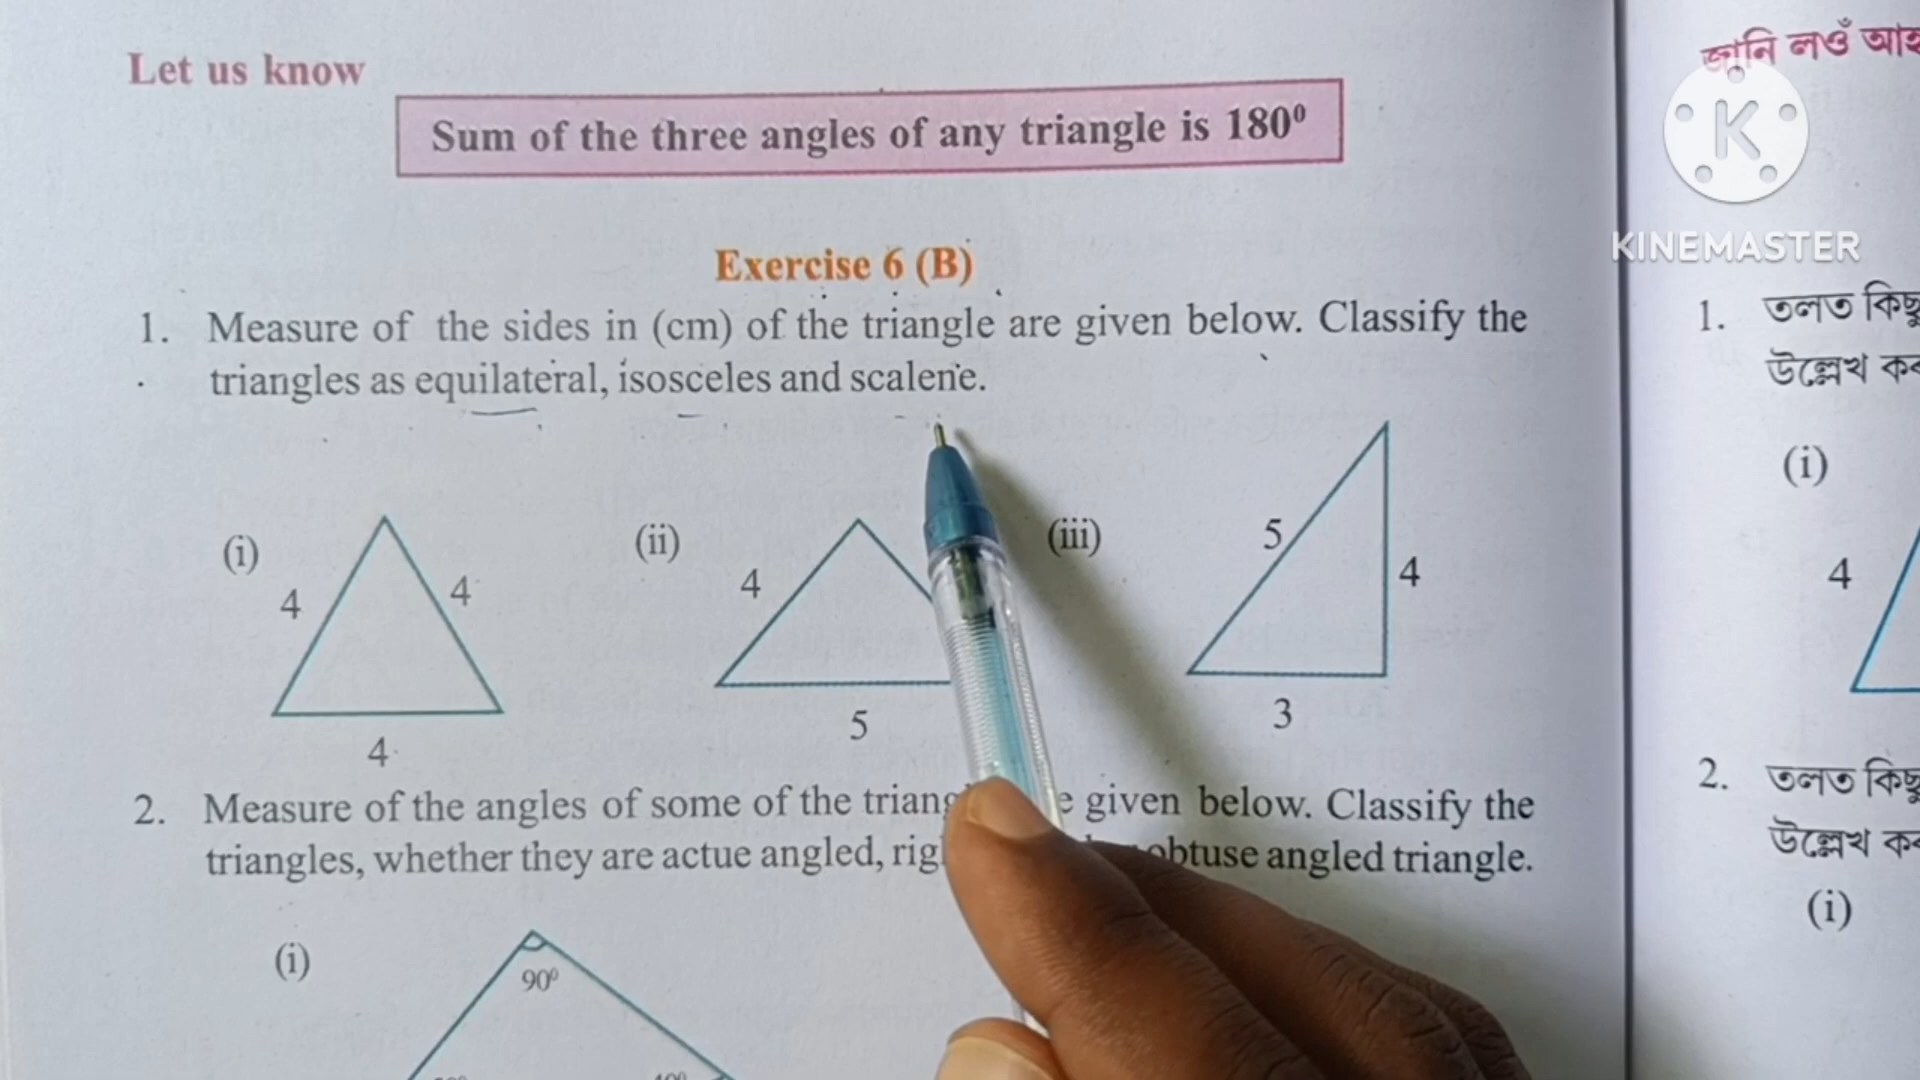 Let us know
Sum of the three angles of any triangle is 180⁰
Exercise 6 (B)
1. Measure of the sides in (cm) of the triangle are given below. Classify the
triangles as equilateral, isosceles and scalene.
(i)
4
4
4
(ii)
4
5
(iii)
5
4
3
2. Measure of the angles of some of the given below. Classify the
triangles, whether they are actue angled, obtuse angled triangle.
(i)
90⁰
জানি লওঁ
KINEMASTER
1. তলত
উল্লেখ
(i)
4
2. তলত
উল্লেখ
(i)